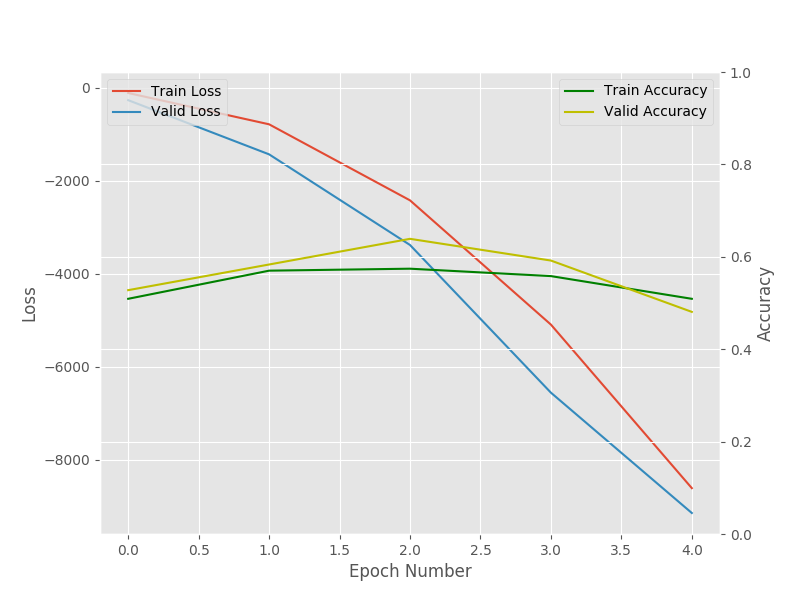 Train Loss
Valid Loss
Train Accuracy
Valid Accuracy
0
−2000
−4000
−6000
−8000
Loss
1.0
0.8
0.6
0.4
0.2
0.0
Accuracy
0.0 0.5 1.0 1.5 2.0 2.5 3.0 3.5 4.0
Epoch Number